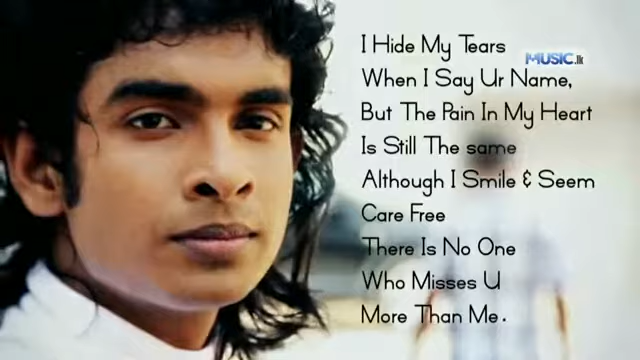 I Hide My Tears
MUSIC.lk
When I Say Ur Name,
But The Pain In My Heart
Is Still The same
Although I Smile & Seem
Care Free
There Is No One
Who Misses U
More Than Me.